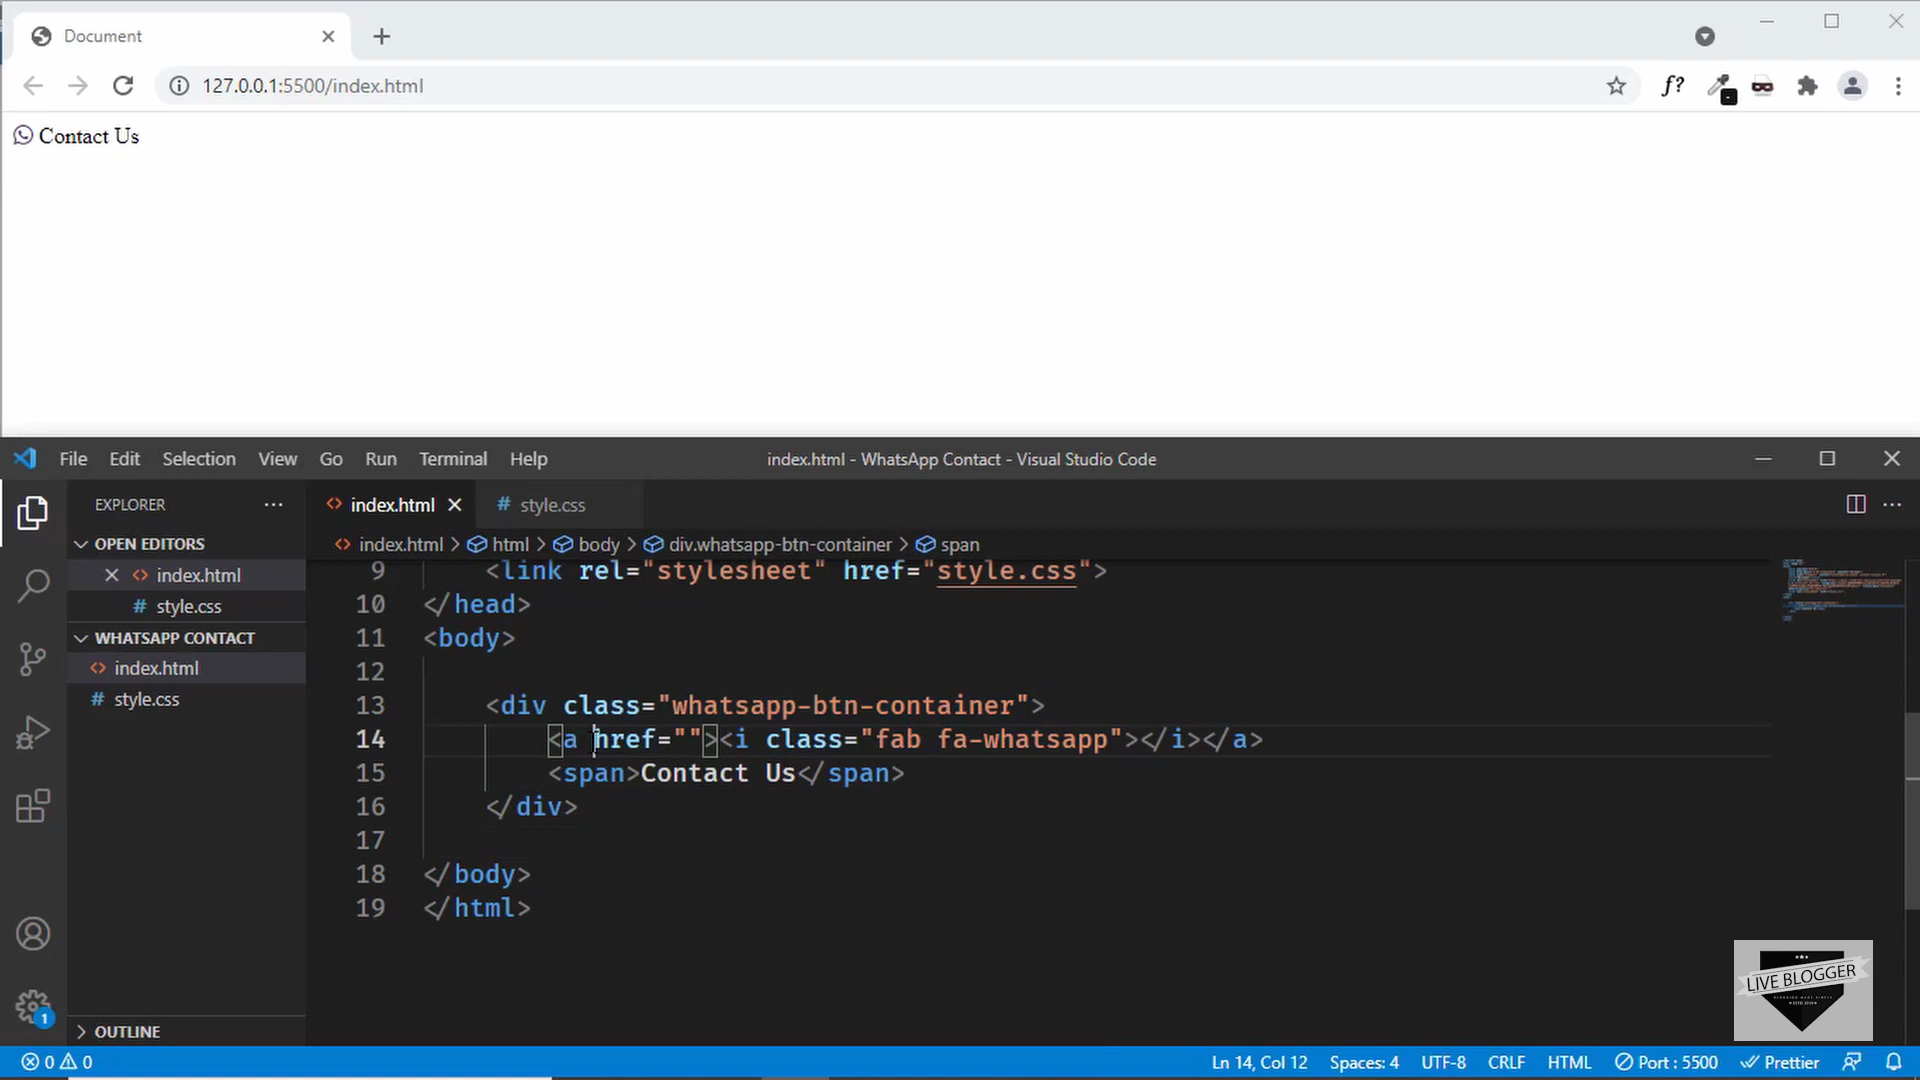 Document
127.0.0.1:5500/index.html
f?
Contact Us
File Edit Selection View Go Run Terminal Help
index.html - WhatsApp Contact - Visual Studio Code
EXPLORER
index.html
style.css
OPEN EDITORS
index.html > html > body > div.whatsapp-btn-container > span
index.html
style.css
WHATSAPP CONTACT
index.html
style.css
9 <link rel="stylesheet" href="style.css">
10 </head>
11 <body>
12
13 <div class="whatsapp-btn-container">
14 <a href=""><i class="fab fa-whatsapp"></i></a>
15 <span>Contact Us</span>
16 </div>
17
18 </body>
19 </html>
LIVE BLOGGER
1
OUTLINE
0 0
Ln 14, Col 12 Spaces: 4 UTF-8 CRLF HTML Port : 5500 Prettier